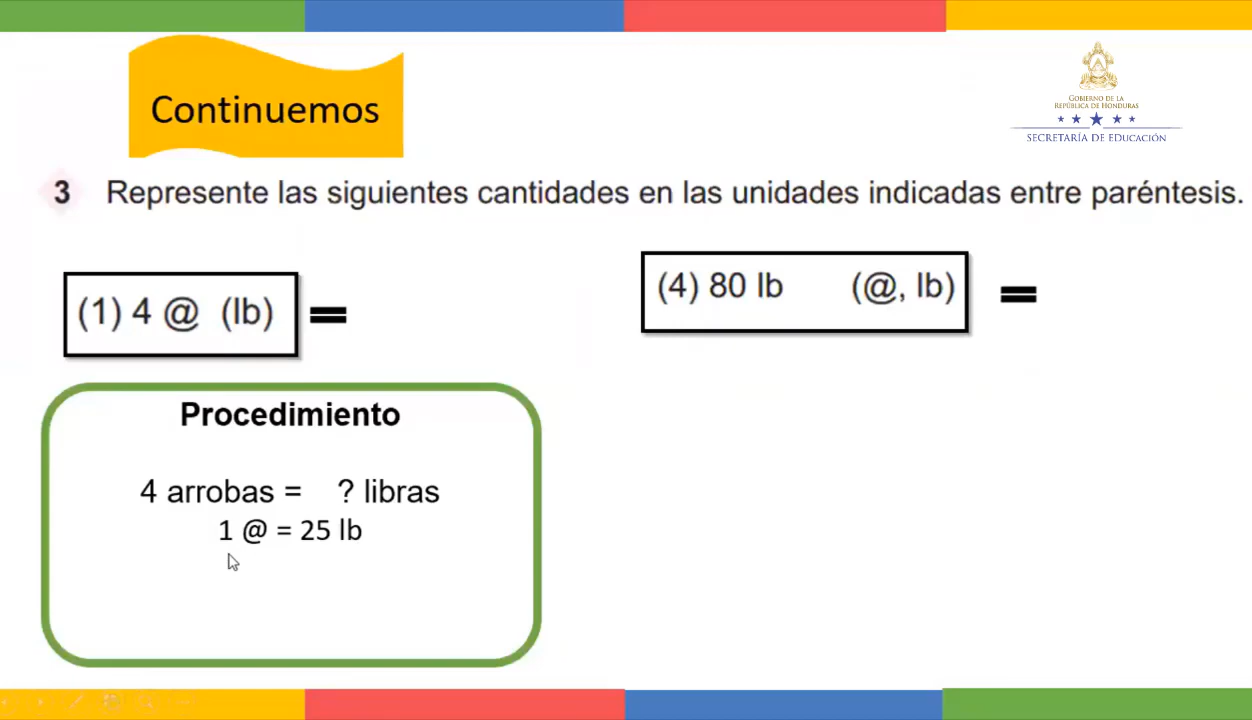 Continuemos
GOBIERNO DE LA
REPÚBLICA DE HONDURAS
SECRETARÍA DE EDUCACIÓN
3 Represente las siguientes cantidades en las unidades indicadas entre paréntesis.
(1) 4 @ (lb) =
(4) 80 lb (@, lb) =
Procedimiento
4 arrobas = ? libras
1 @ = 25 lb